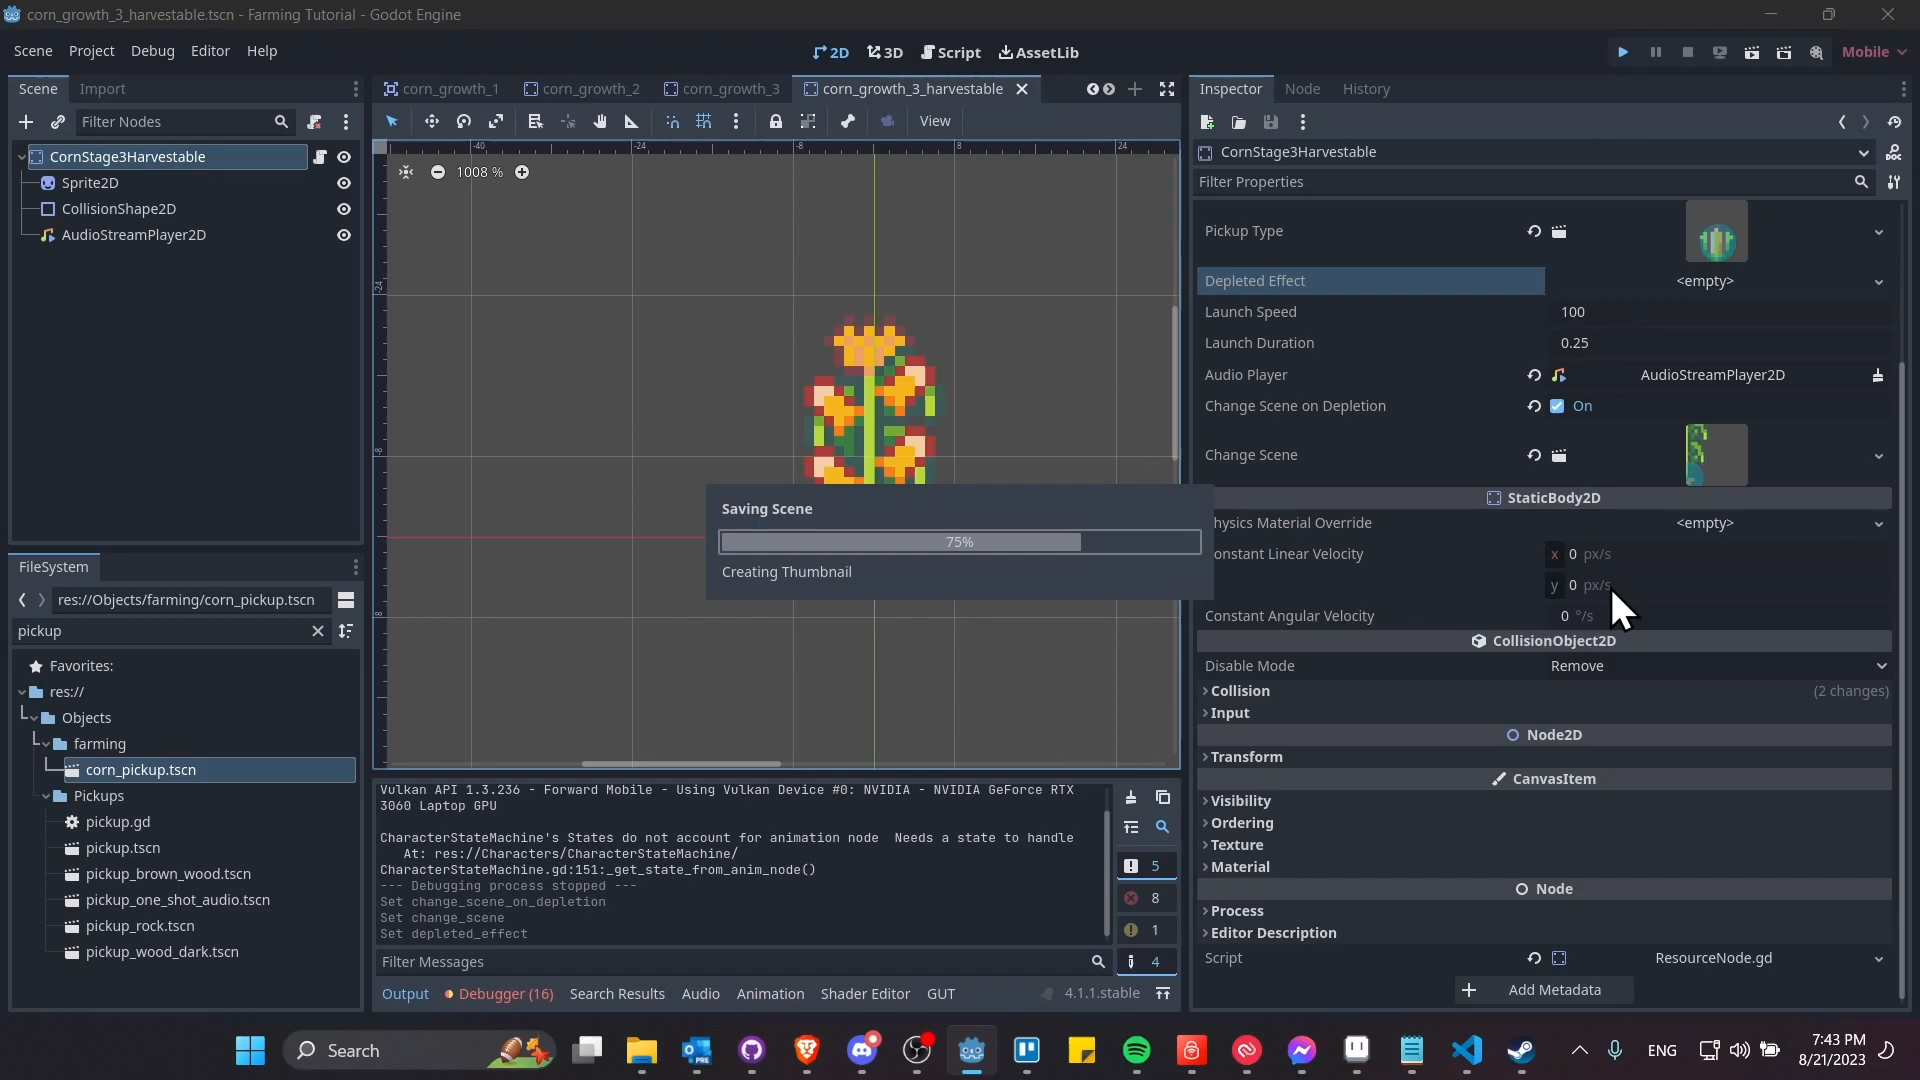 corn_growth_3_harvestable.tscn - Farming Tutorial - Godot Engine
Scene Project Debug Editor Help
2D 3D Script AssetLib
Mobile
Scene Import
corn_growth_1 corn_growth_2 corn_growth_3 corn_growth_3_harvestable
Inspector Node History
Filter Nodes
View
CornStage3Harvestable
Sprite2D
CollisionShape2D
AudioStreamPlayer2D
-40 -24 -8 8 24
1008 %
-24
-8
8
CornStage3Harvestable
Filter Properties
Pickup Type
Depleted Effect <empty>
Launch Speed 100
Launch Duration 0.25
Audio Player AudioStreamPlayer2D
Change Scene on Depletion On
Change Scene
StaticBody2D
hysics Material Override <empty>
onstant Linear Velocity x 0 px/s
y 0 px/s
Constant Angular Velocity 0 °/s
CollisionObject2D
Disable Mode Remove
Collision (2 changes)
Input
Node2D
Transform
CanvasItem
Visibility
Ordering
Texture
Material
Node
Process
Editor Description
Script ResourceNode.gd
Add Metadata
Saving Scene
75%
Creating Thumbnail
FileSystem
res://Objects/farming/corn_pickup.tscn
pickup
Favorites:
res://
Objects
farming
corn_pickup.tscn
Pickups
pickup.gd
pickup.tscn
pickup_brown_wood.tscn
pickup_one_shot_audio.tscn
pickup_rock.tscn
pickup_wood_dark.tscn
Vulkan API 1.3.236 - Forward Mobile - Using Vulkan Device #0: NVIDIA - NVIDIA GeForce RTX
3060 Laptop GPU
CharacterStateMachine's States do not account for animation node  Needs a state to handle
At: res://Characters/CharacterStateMachine/
CharacterStateMachine.gd:151:_get_state_from_anim_node()
--- Debugging process stopped ---
Set change_scene_on_depletion
Set change_scene
Set depleted_effect
5
8
1
4
Filter Messages
Output Debugger (16) Search Results Audio Animation Shader Editor GUT 4.1.1.stable
Search
PRE
ENG
7:43 PM
8/21/2023